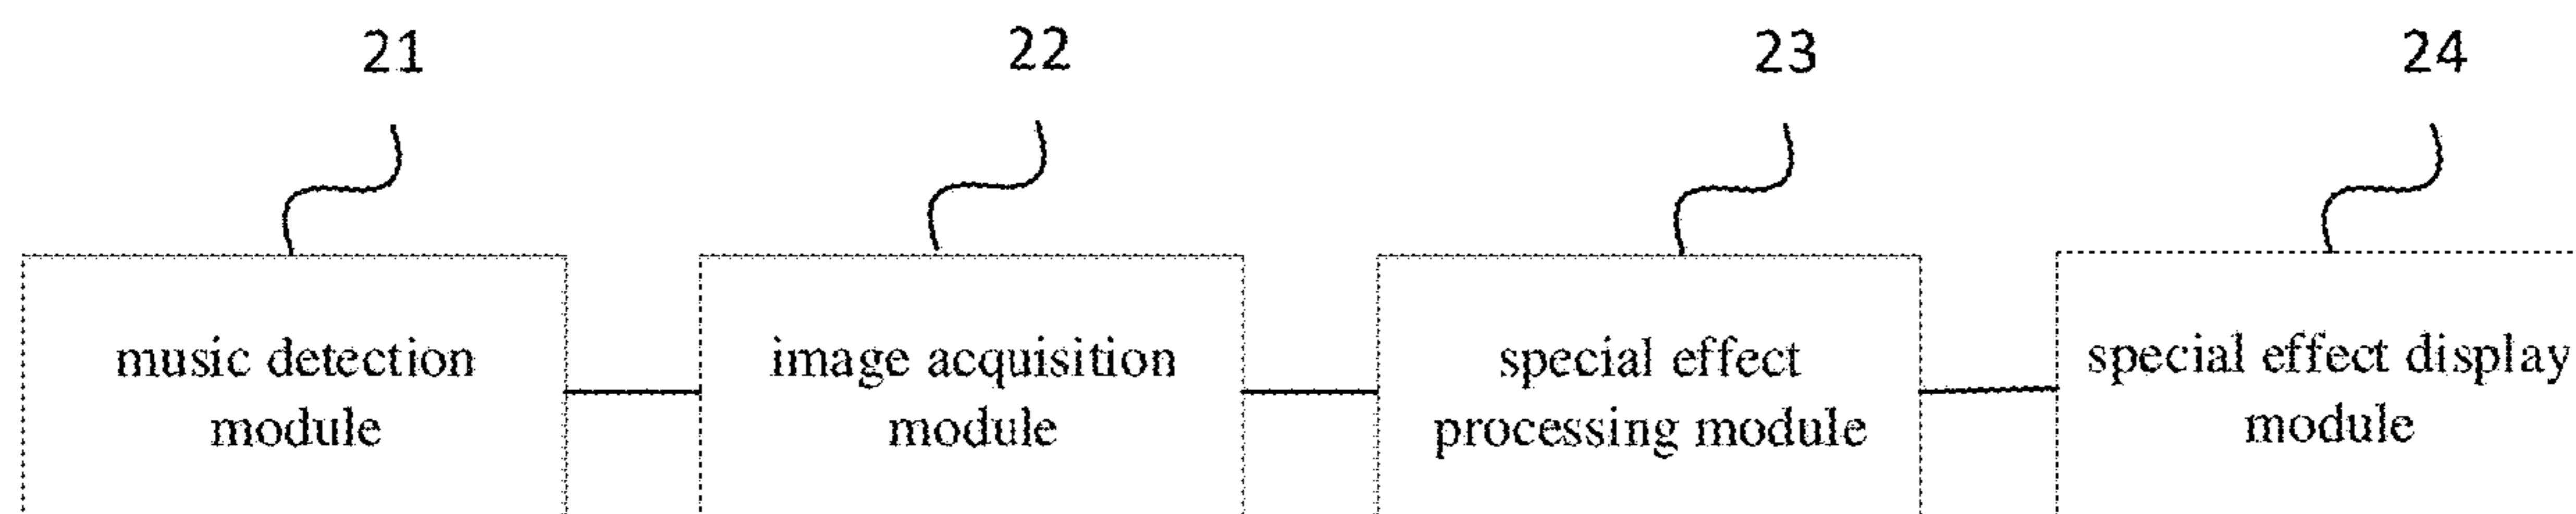 21
22
23
24
music detection
module
image acquisition
module
special effect
processing module
special effect display
module